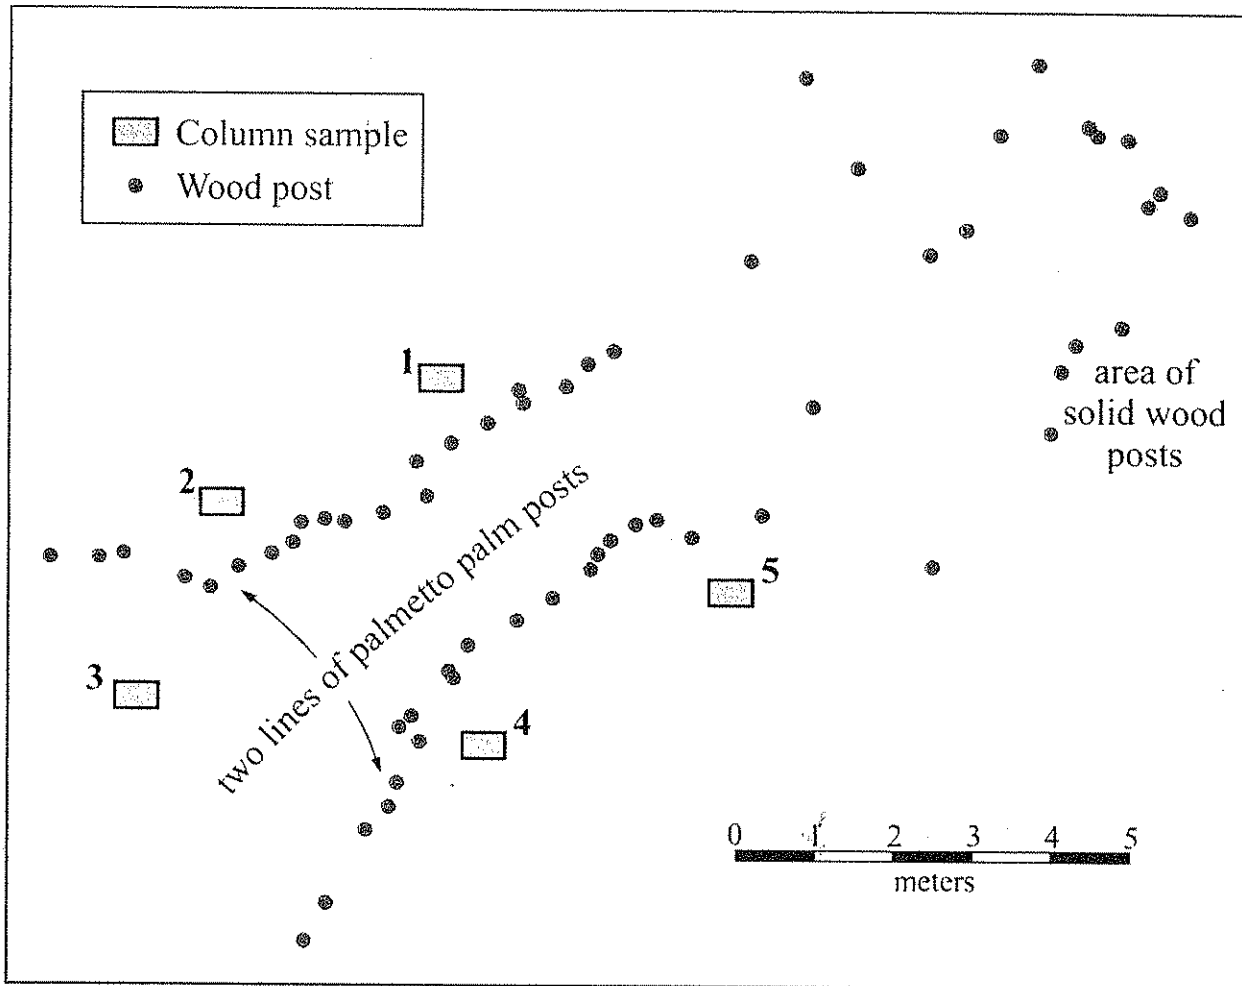 Column sample
Wood post
1
2
3
4
5
two lines of palmetto palm posts
area of
solid wood
posts
0 1 2 3 4 5
meters